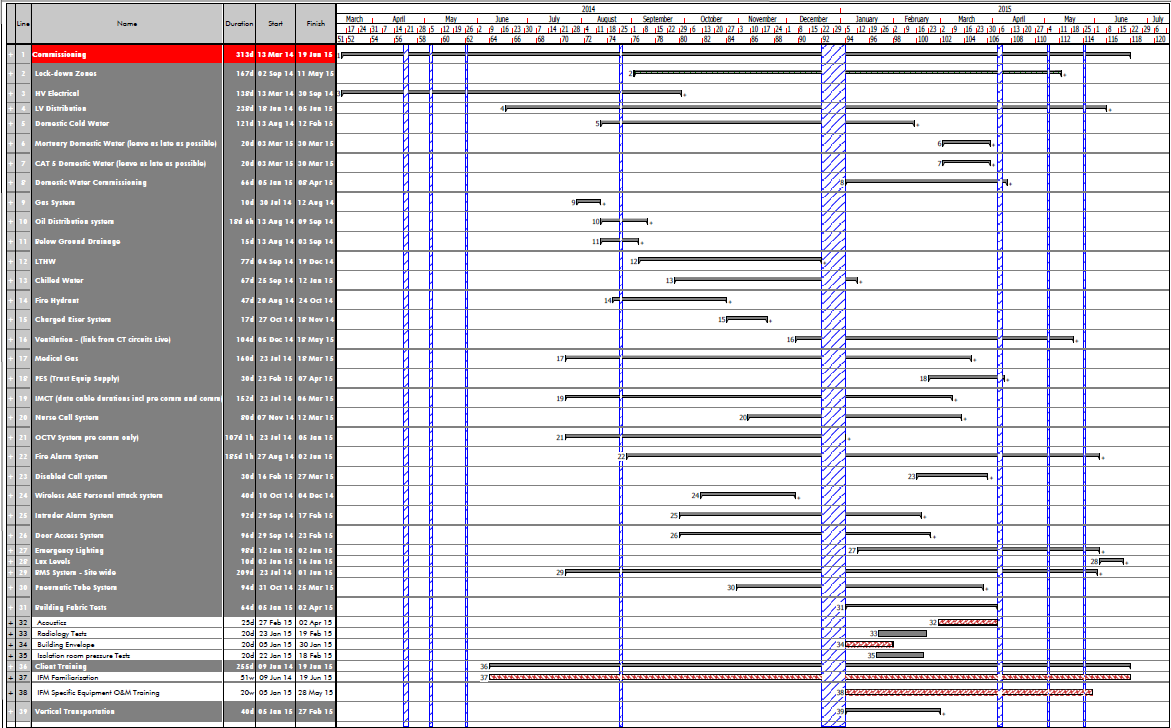 2014 2015
Line Name Duration Start Finish March April May June July August September October November December January February March April May June
1 Commissioning 313d 13 Mar 14 19 Jun 15
2 Lock-down Zones 167d 02 Sep 14 11 May 15
3 HV Electrical 138d 13 Mar 14 30 Sep 14
4 LV Distribution 238d 18 Jun 14 05 Jun 15
5 Domestic Cold Water 121d 13 Aug 14 12 Feb 15
6 Mortuary Domestic Water (leave as late as possible) 20d 03 Mar 15 30 Mar 15
7 CAT 5 Domestic Water (leave as late as possible) 20d 03 Mar 15 30 Mar 15
8 Domestic Water Commissioning 66d 05 Jan 15 08 Apr 15
9 Gas System 10d 30 Jul 14 12 Aug 14
10 Oil Distribution system 18d 6h 13 Aug 14 09 Sep 14
11 Below Ground Drainage 15d 13 Aug 14 03 Sep 14
12 LTHW 77d 04 Sep 14 19 Dec 14
13 Chilled Water 67d 25 Sep 14 12 Jan 15
14 Fire Hydrant 47d 20 Aug 14 24 Oct 14
15 Charged Eiser System 17d 27 Oct 14 18 Nov 14
16 Ventilation - (link from CT circuits Live) 104d 05 Dec 14 18 May 15
17 Medical Gas 160d 23 Jul 14 18 Mar 15
18 PES (Trust Equip Supply) 30d 23 Feb 15 07 Apr 15
19 IMCT (data cable durations incl pre comm and comm) 152d 23 Jul 14 06 Mar 15
20 Nurse Call System 80d 07 Nov 14 12 Mar 15
21 OCTV System pre comm only) 107d 1h 23 Jul 14 05 Jun 15
22 Fire Alarm System 185d 1h 27 Aug 14 02 Jun 15
23 Disabled Call system 30d 16 Feb 15 27 Mar 15
24 Wireless A&E Personal attack system 40d 10 Oct 14 04 Dec 14
25 Intruder Alarm System 92d 29 Sep 14 17 Feb 15
26 Door Access System 96d 29 Sep 14 23 Feb 15
27 Emergency Lighting 98d 12 Jan 15 02 Jun 15
28 Lux Levels 10d 03 Jun 15 16 Jun 15
29 BMS System - Site wide 209d 23 Jul 14 01 Jun 15
30 Pneumatic Tube System 94d 31 Oct 14 25 Mar 15
31 Building Fabric Tests 64d 05 Jan 15 02 Apr 15
32 Acoustics 25d 27 Feb 15 02 Apr 15
33 Radiology Tests 20d 23 Jan 15 19 Feb 15
34 Building Envelope 20d 05 Jan 15 30 Jan 15
35 Isolation room pressure Tests 20d 22 Jan 15 18 Feb 15
36 Client Training 255d 09 Jun 14 19 Jun 15
37 IFM Familiarisation 51w 09 Jun 14 19 Jun 15
38 IFM Specific Equipment O&M Training 20w 05 Jan 15 28 May 15
39 Vertical Transportation 40d 05 Jan 15 27 Feb 15